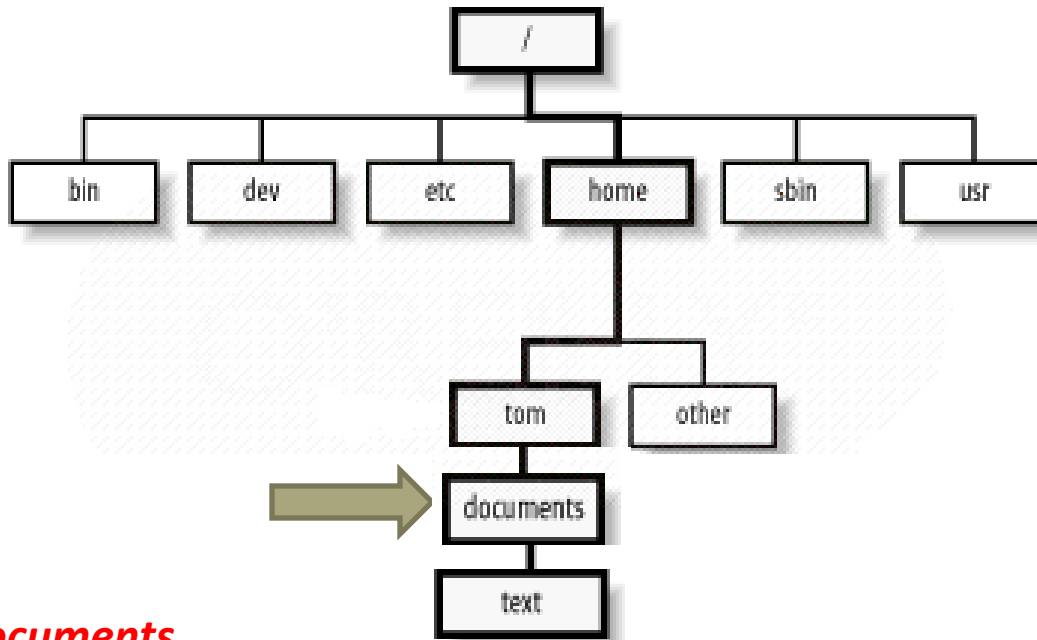 /
bin dev etc home sbin usr
tom other
documents
text